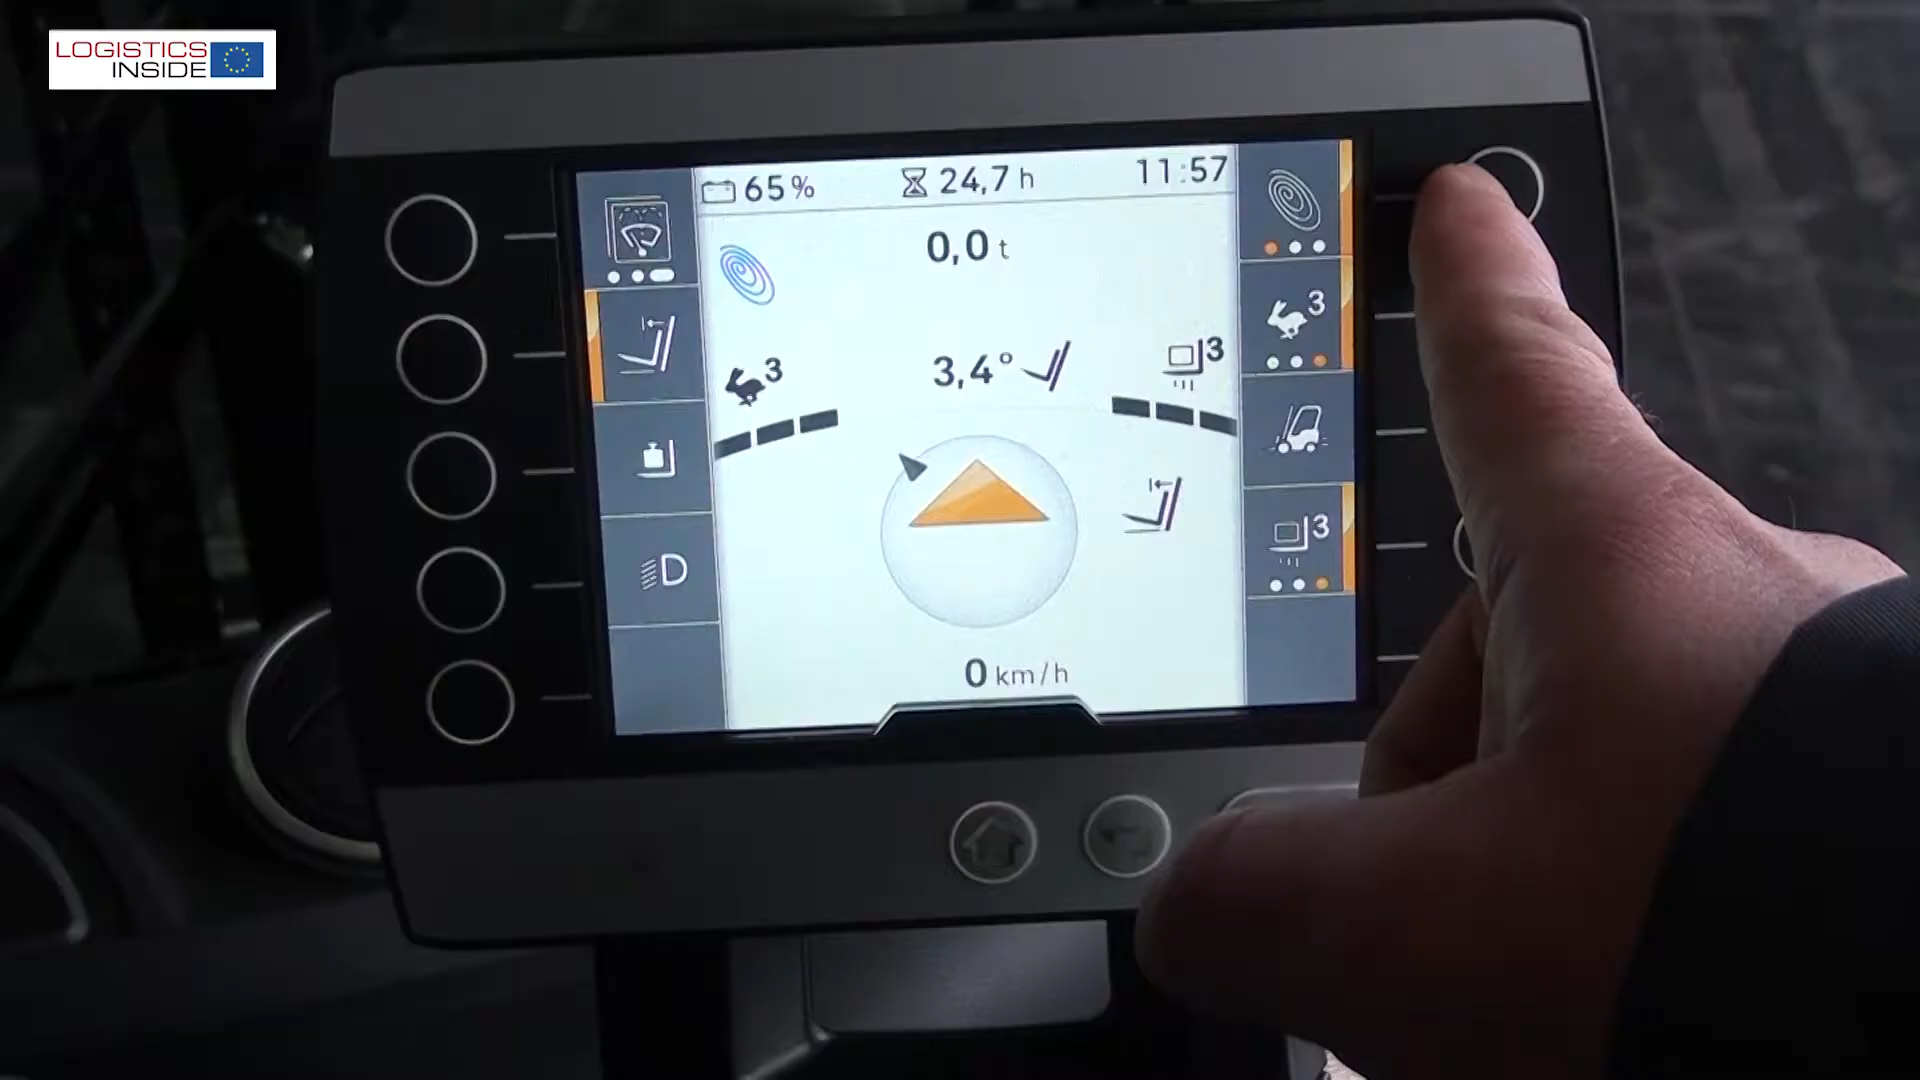 LOGISTICS
INSIDE
65% 24,7 h 11:57
0,0 t
3
3
3,4°
3
3
0 km/h